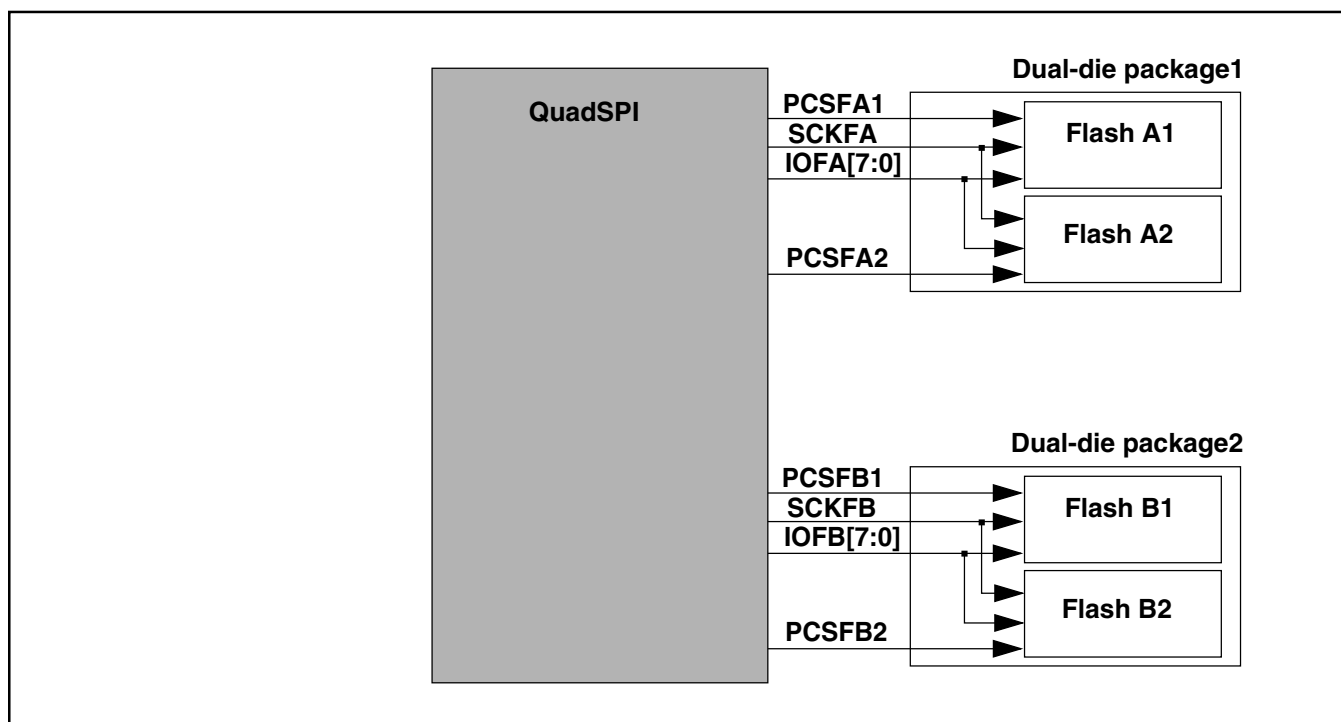 Dual-die package1
QuadSPI
PCSFA1
SCKFA
IOFA[7:0]
PCSFA2
Flash A1
Flash A2
Dual-die package2
PCSFB1
SCKFB
IOFB[7:0]
PCSFB2
Flash B1
Flash B2